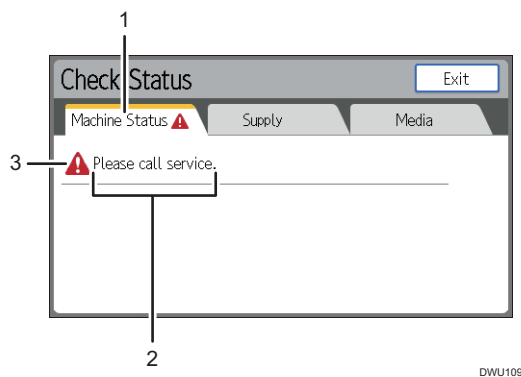 1
Check Status
Exit
Machine Status
Supply
Media
3
Please call service.
2
DWU109